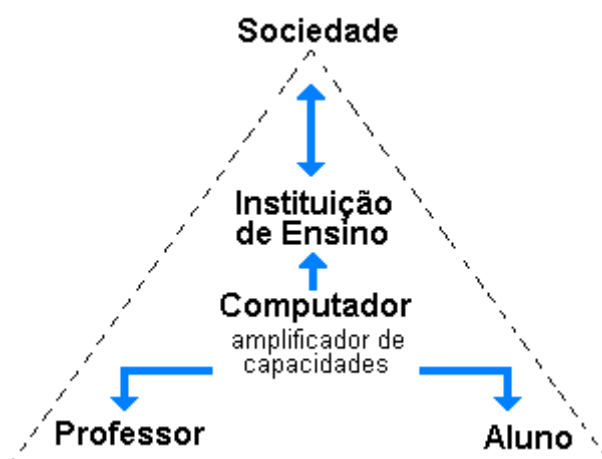 Sociedade
Instituição
de Ensino
Computador
amplificador de
capacidades
Professor
Aluno